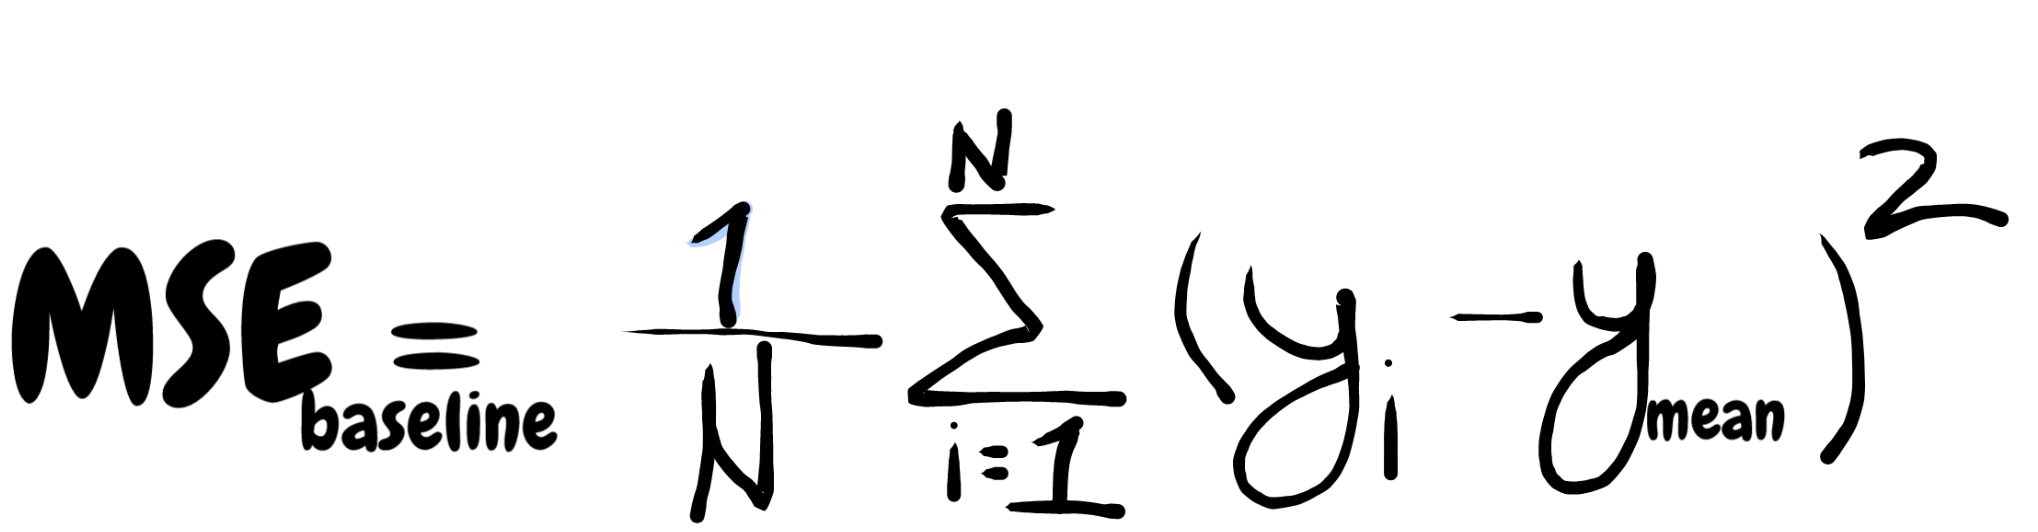 MSE_baseline = 1/N ∑_{i=1}^{N} (y_i - y_mean)^2